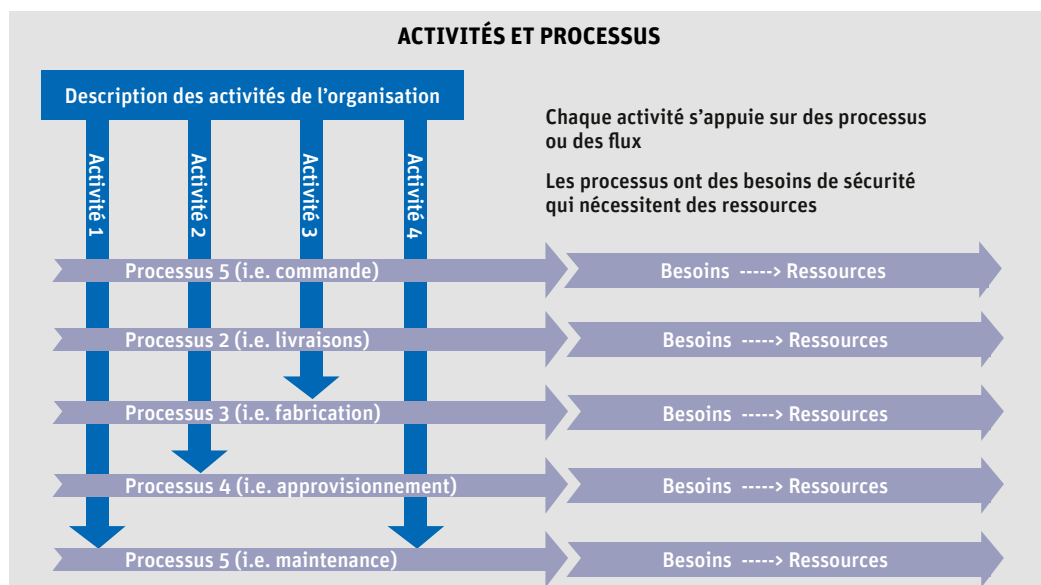 ACTIVITÉS ET PROCESSUS
Description des activités de l'organisation
Chaque activité s'appuie sur des processus
ou des flux
Les processus ont des besoins de sécurité
qui nécessitent des ressources
Activité 1
Activité 2
Activité 3
Activité 4
Processus 5 (i.e. commande)
Besoins -----> Ressources
Processus 2 (i.e. livraisons)
Besoins -----> Ressources
Processus 3 (i.e. fabrication)
Besoins -----> Ressources
Processus 4 (i.e. approvisionnement)
Besoins -----> Ressources
Processus 5 (i.e. maintenance)
Besoins -----> Ressources